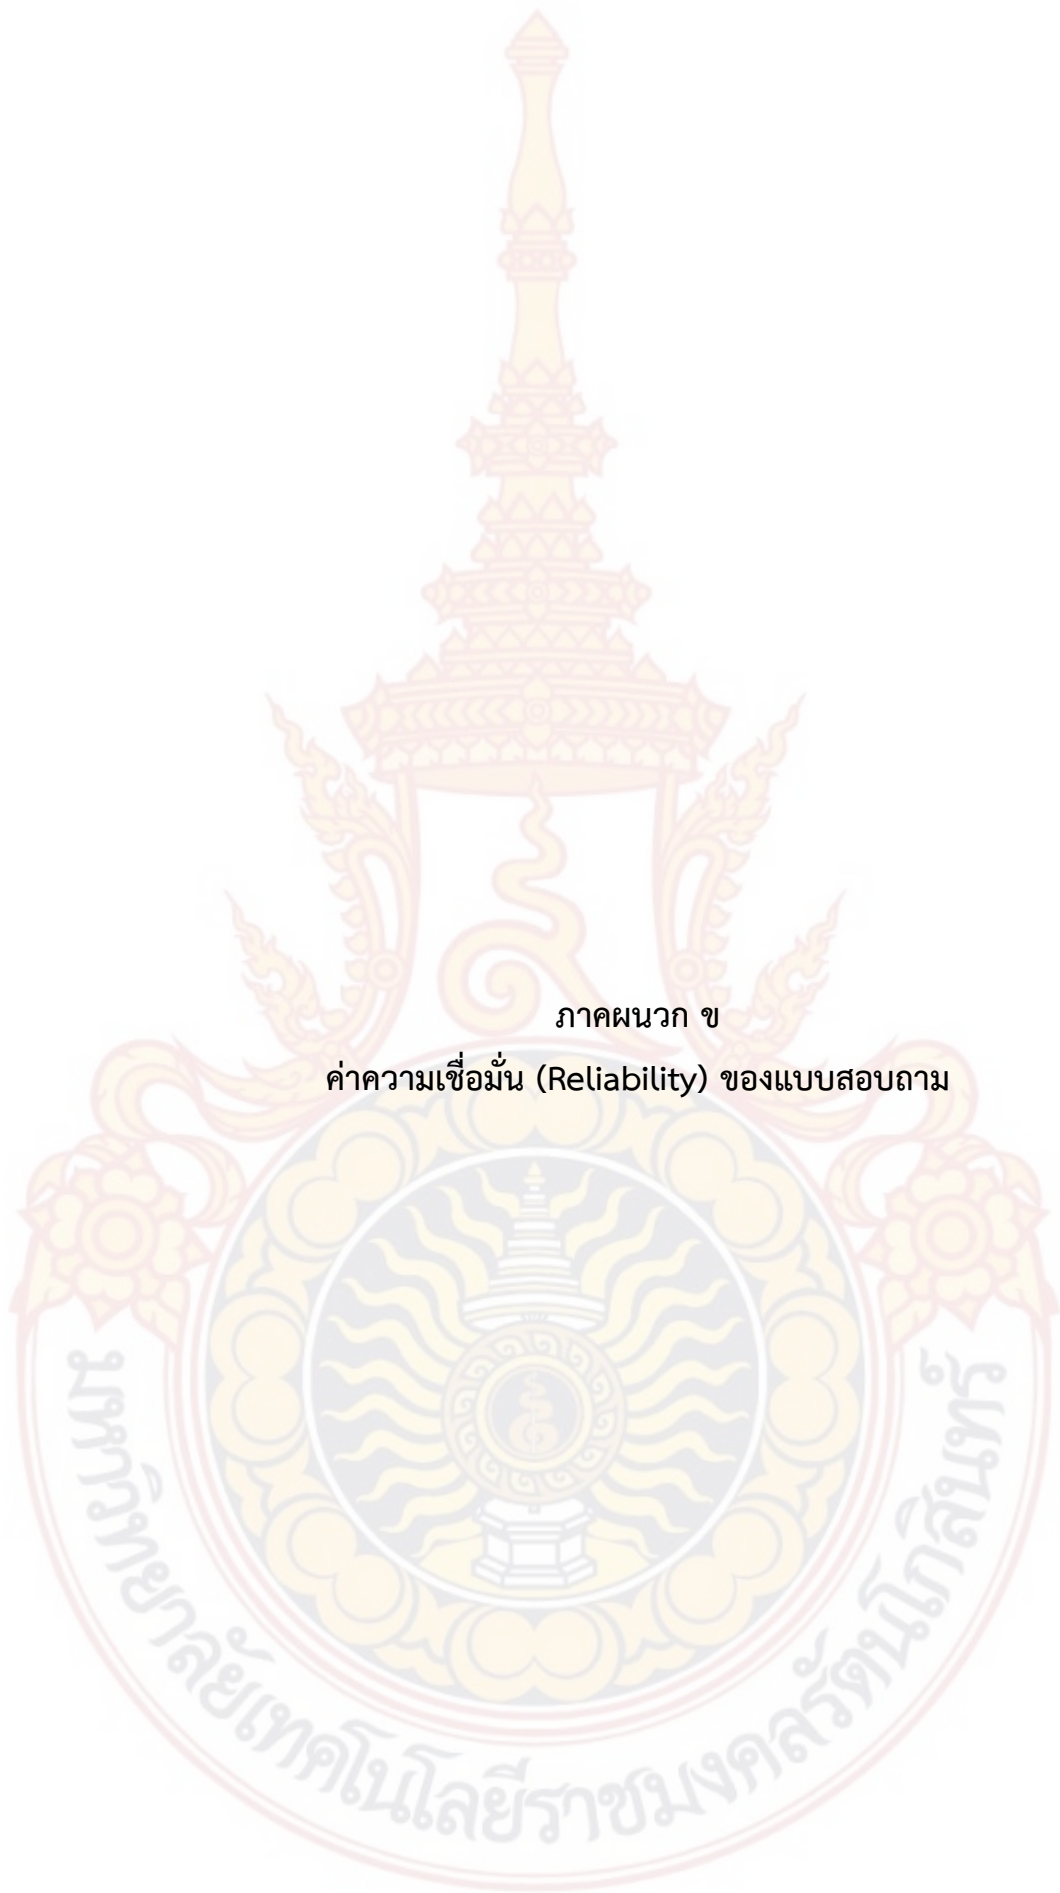 ภาคผนวก ข
ค่าความเชื่อมั่น (Reliability) ของแบบสอบถาม
มหาวิทยาลัยเทคโนโลยีราชมงคลรัตนโกสินทร์